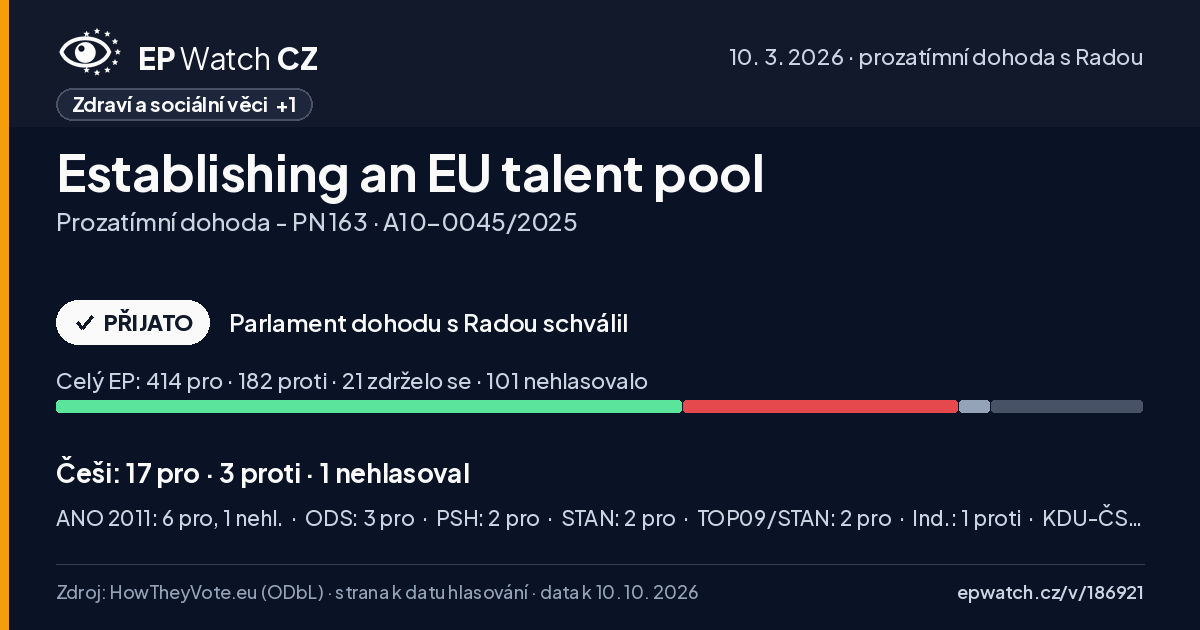 EP Watch CZ
10. 3. 2026 · prozatímní dohoda s Radou
Zdraví a sociální věci +1
Establishing an EU talent pool
Prozatímní dohoda - PN 163 · A10-0045/2025
✓ PŘIJATO
Parlament dohodu s Radou schválil
Celý EP: 414 pro · 182 proti · 21 zdrželo se · 101 nehlasovalo
Češi: 17 pro · 3 proti · 1 nehlasoval
ANO 2011: 6 pro, 1 nehl. · ODS: 3 pro · PSH: 2 pro · STAN: 2 pro · TOP09/STAN: 2 pro · Ind.: 1 proti · KDU-ČS…
Zdroj: HowTheyVote.eu (ODbL) · strana k datu hlasování · data k 10. 10. 2026
epwatch.cz/v/186921